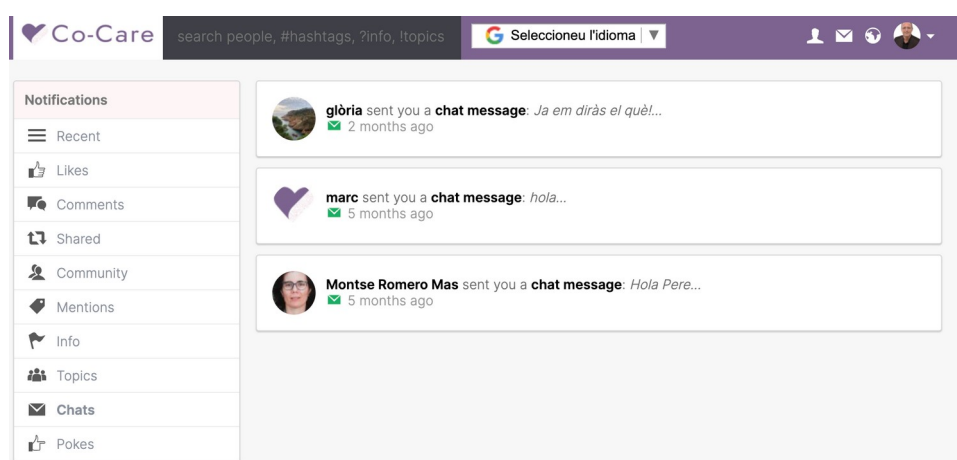 Co-Care
search people, #hashtags, ?info, !topics
Seleccioneu l'idioma
Notifications
Recent
Likes
Comments
Shared
Community
Mentions
Info
Topics
Chats
Pokes
glòria sent you a chat message: Ja em diràs el què!...
2 months ago
marc sent you a chat message: hola...
5 months ago
Montse Romero Mas sent you a chat message: Hola Pere...
5 months ago